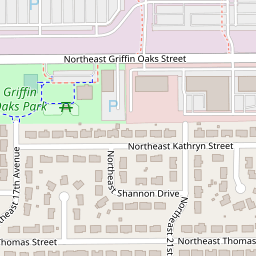 Northeast Griffin Oaks Street
Griffin
Oaks Park
P
P
Northeast Kathryn Street
Northeast
Shannon Drive
Northeast 17th Avenue
Northeast 21st
Thomas Street
Northeast Thomas